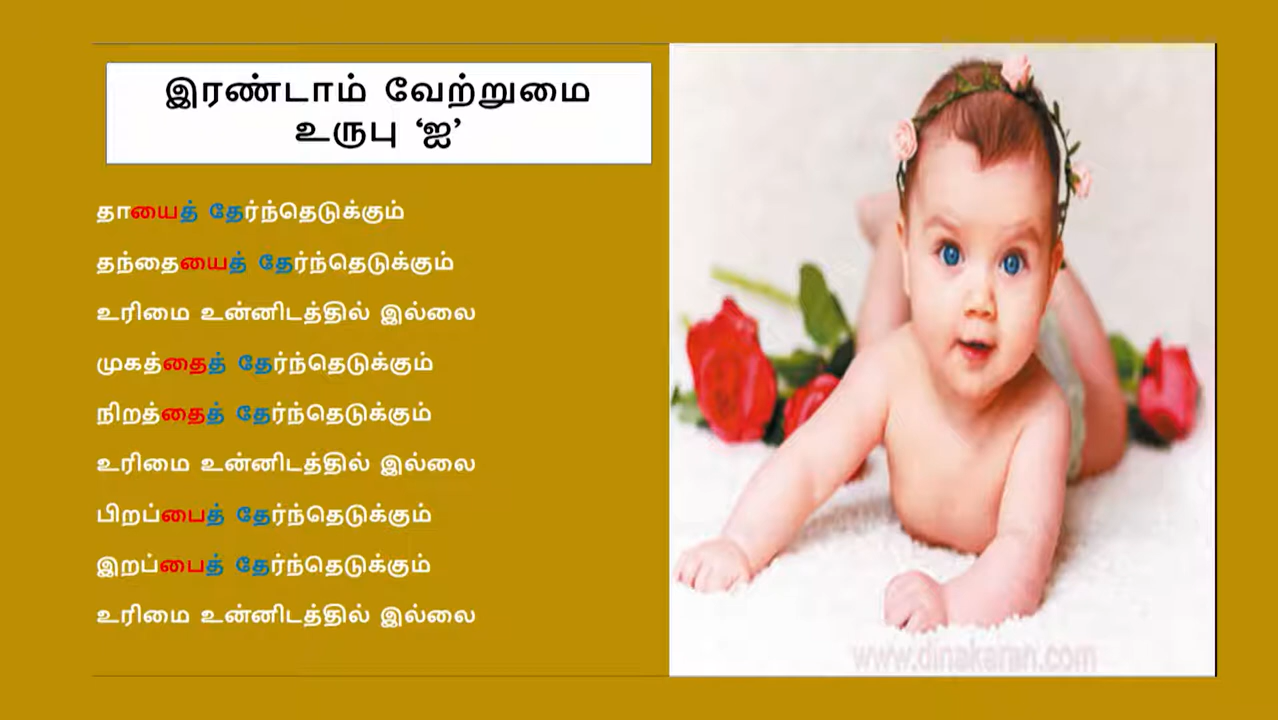 இரண்டாம் வேற்றுமை
உருபு ‘ஐ’
தாயைத் தேர்ந்தெடுக்கும்
தந்தையைத் தேர்ந்தெடுக்கும்
உரிமை உன்னிடத்தில் இல்லை
முகத்தைத் தேர்ந்தெடுக்கும்
நிறத்தைத் தேர்ந்தெடுக்கும்
உரிமை உன்னிடத்தில் இல்லை
பிறப்பைத் தேர்ந்தெடுக்கும்
இறப்பைத் தேர்ந்தெடுக்கும்
உரிமை உன்னிடத்தில் இல்லை
www.dinakaran.com